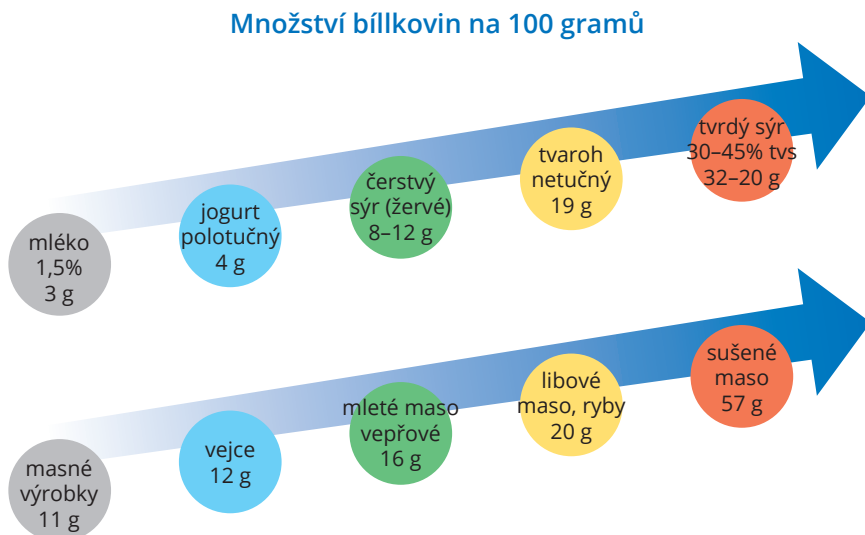 Množství bíllkovin na 100 gramů
mléko
1,5%
3 g
jogurt
polotučný
4 g
čerstvý
sýr (žervé)
8–12 g
tvaroh
netučný
19 g
tvrdý sýr
30–45% tvs
32–20 g
masné
výrobky
11 g
vejce
12 g
mleté maso
vepřové
16 g
libové
maso, ryby
20 g
sušené
maso
57 g